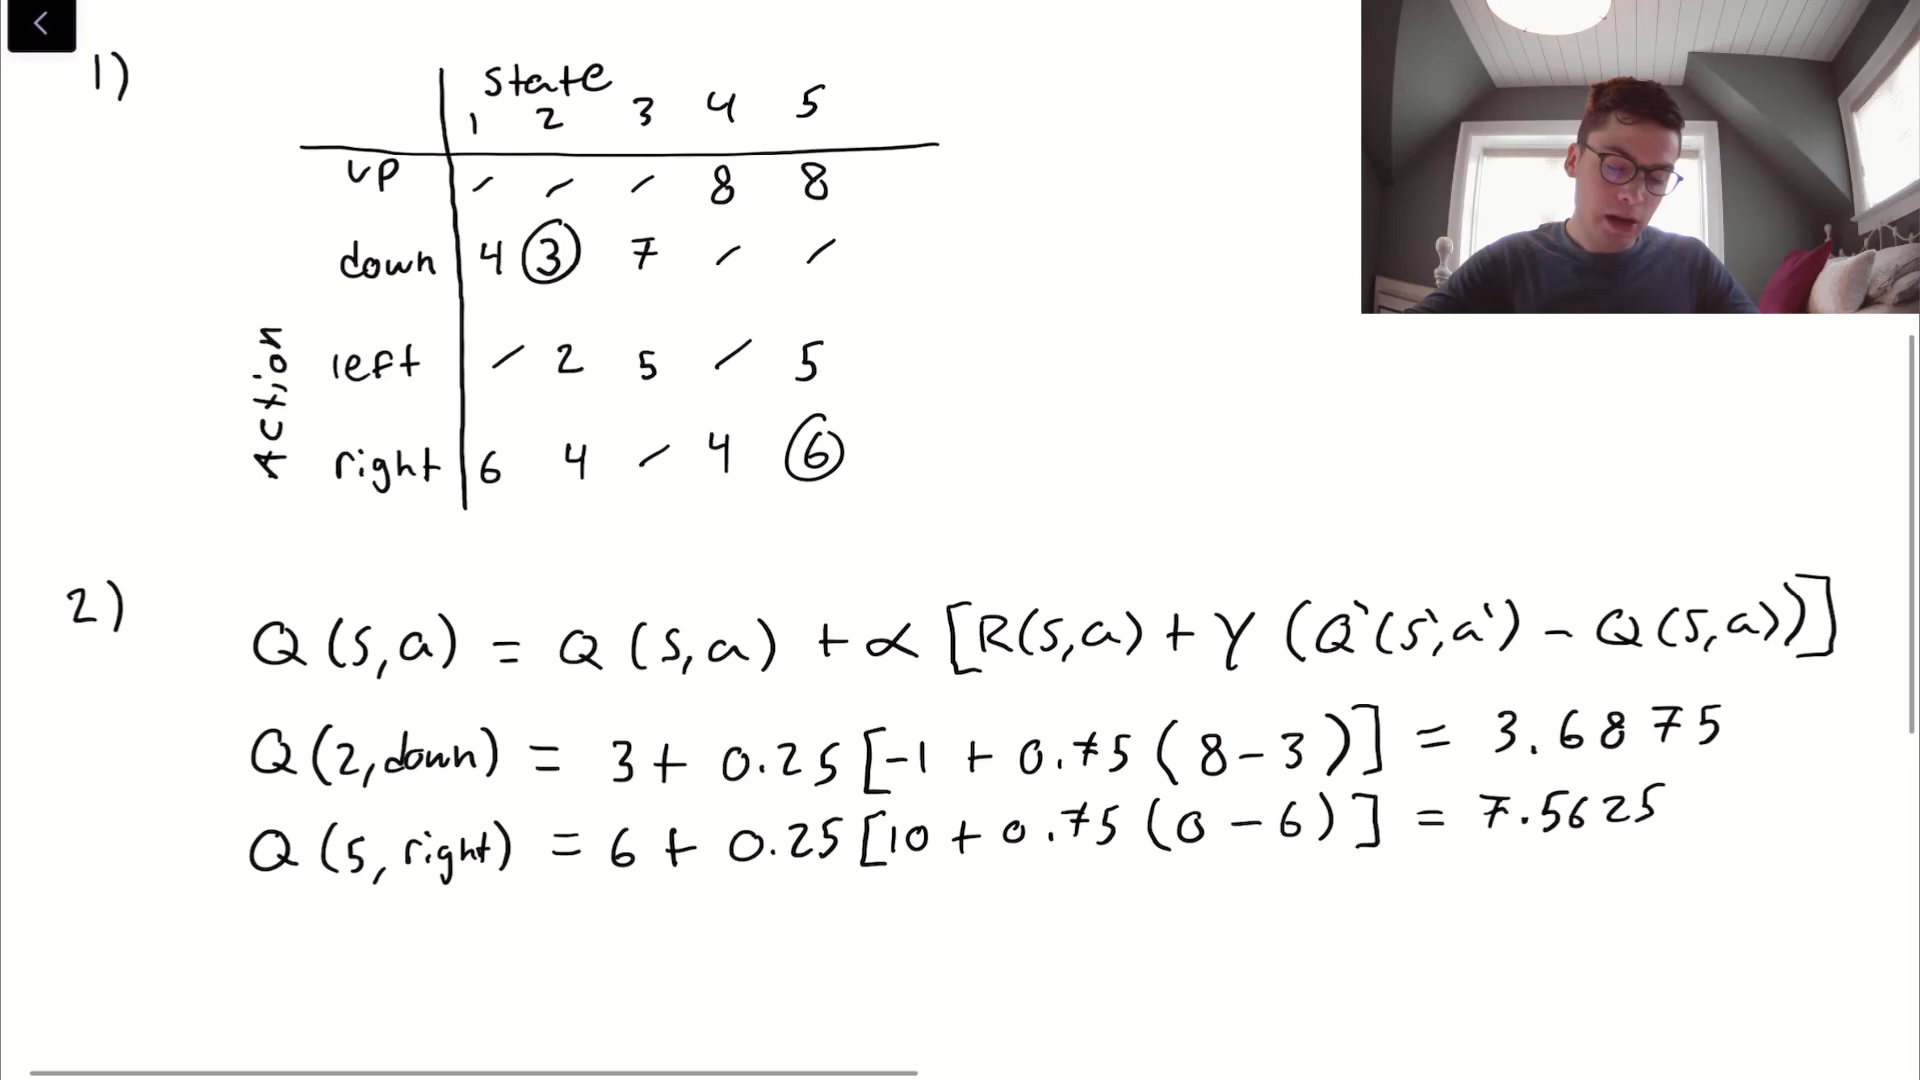 1)
State
1 2 3 4 5
up - - - 8 8
down 4 3 7 - -
Action
left - 2 5 - 5
right 6 4 - 4 6
2)
Q(S,a) = Q(S,a) + α [R(S,a) + γ (Q'(S',a') - Q(S,a))]
Q(2,down) = 3 + 0.25 [-1 + 0.75 (8-3)] = 3.6875
Q(5,right) = 6 + 0.25 [10 + 0.75 (0-6)] = 7.5625